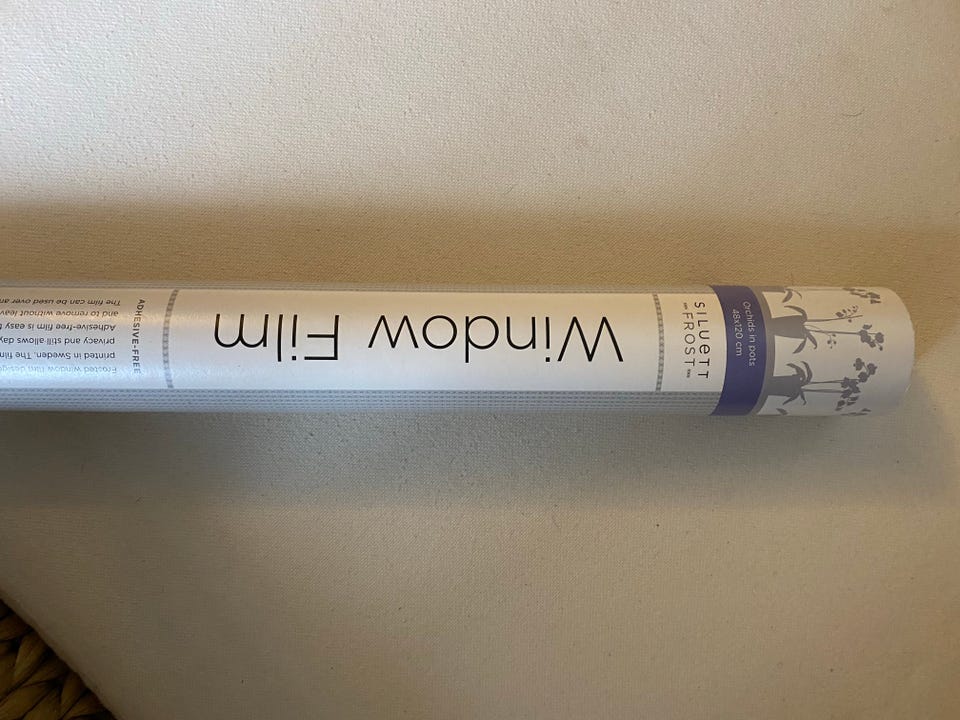 Orchids in pots
48x120 cm
SILUETT
FROST
Window Film
ADHESIVE-FREE
Frosted window film desig
printed in Sweden. The fil
privacy and still allows day
Adhesive-free film is easy t
and to remove without leav
The film can be used over an